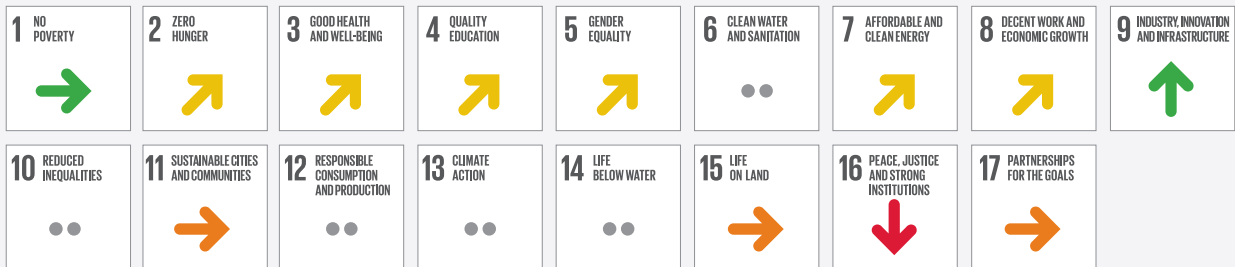 1 NO
POVERTY
2 ZERO
HUNGER
3 GOOD HEALTH
AND WELL-BEING
4 QUALITY
EDUCATION
5 GENDER
EQUALITY
6 CLEAN WATER
AND SANITATION
7 AFFORDABLE AND
CLEAN ENERGY
8 DECENT WORK AND
ECONOMIC GROWTH
9 INDUSTRY, INNOVATION
AND INFRASTRUCTURE
10 REDUCED
INEQUALITIES
11 SUSTAINABLE CITIES
AND COMMUNITIES
12 RESPONSIBLE
CONSUMPTION
AND PRODUCTION
13 CLIMATE
ACTION
14 LIFE
BELOW WATER
15 LIFE
ON LAND
16 PEACE, JUSTICE
AND STRONG
INSTITUTIONS
17 PARTNERSHIPS
FOR THE GOALS